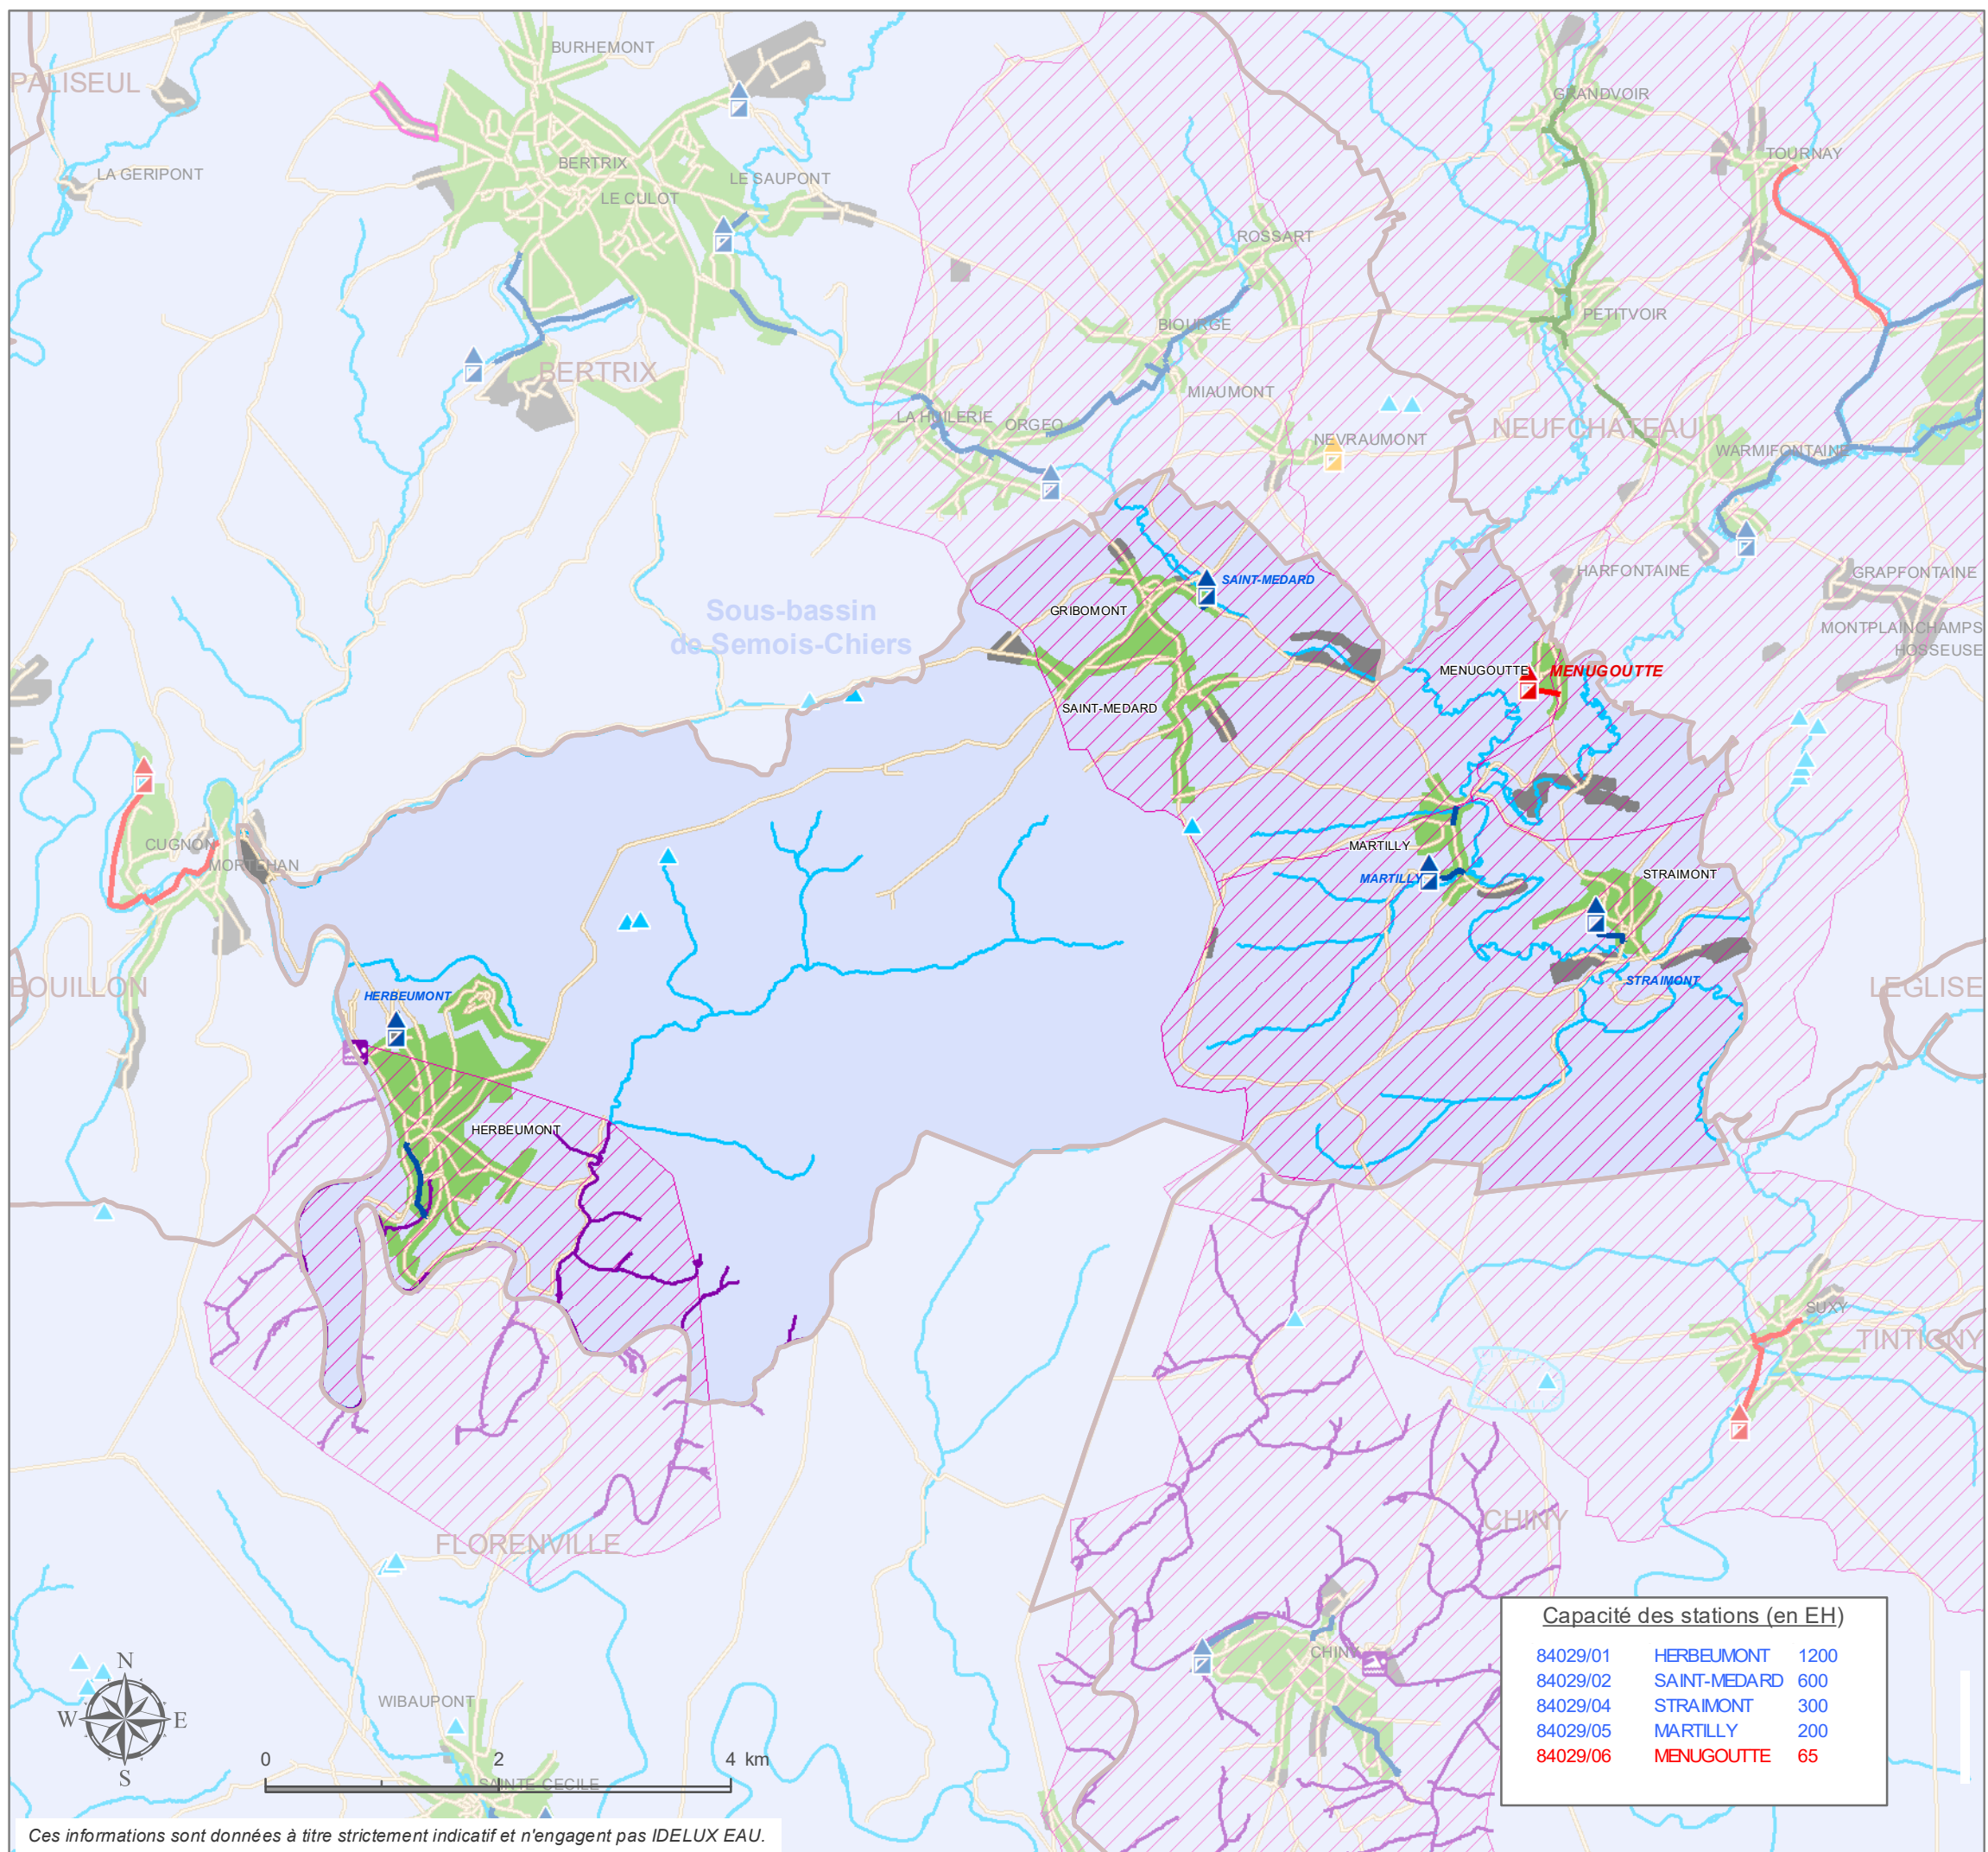 BURHEMONT
PALISEUL
GRANDVOIR
TOURNAY
BERTRIX
LA GERIPONT
LE SAUPONT
LE CULOT
ROSSART
PETITVOIR
BIOURGE
BERTRIX
MIAUMONT
LA HUILERIE
ORGEO
NEVRAUMONT
NEUFCHATEAU
WARMIFONTAINE
HARFONTAINE
GRAPFONTAINE
SAINT-MEDARD
Sous-bassin
de Semois-Chiers
GRIBOMONT
MONTPLAINCHAMPS
HOSSEUSE
MENUGOUTTE
MENUGOUTTE
SAINT-MEDARD
CUGNON
MORTEHAN
MARTILLY
MARTILLY
STRAIMONT
STRAIMONT
BOUILLON
LEGLISE
HERBEUMONT
HERBEUMONT
SUXY
TINTIGNY
CHINY
FLORENVILLE
CHINY
Capacité des stations (en EH)
84029/01 HERBEUMONT 1200
84029/02 SAINT-MEDARD 600
84029/04 STRAIMONT 300
84029/05 MARTILLY 200
84029/06 MENUGOUTTE 65
N
W E
S
WIBAUPONT
0 2 4 km
SAINTE-CECILE
Ces informations sont données à titre strictement indicatif et n'engagent pas IDELUX EAU.